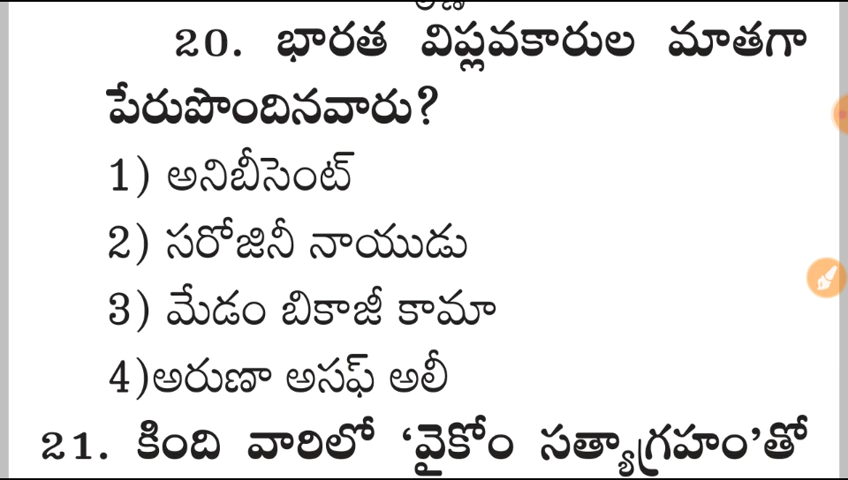 20. భారత విప్లవకారుల మాతగా
పేరుపొందినవారు?
1) అనిబీసెంట్
2) సరోజినీ నాయుడు
3) మేడం బికాజీ కామా
4)అరుణా అసఫ్ అలీ
21. కింది వారిలో ‘వైకోం సత్యాగ్రహం’తో